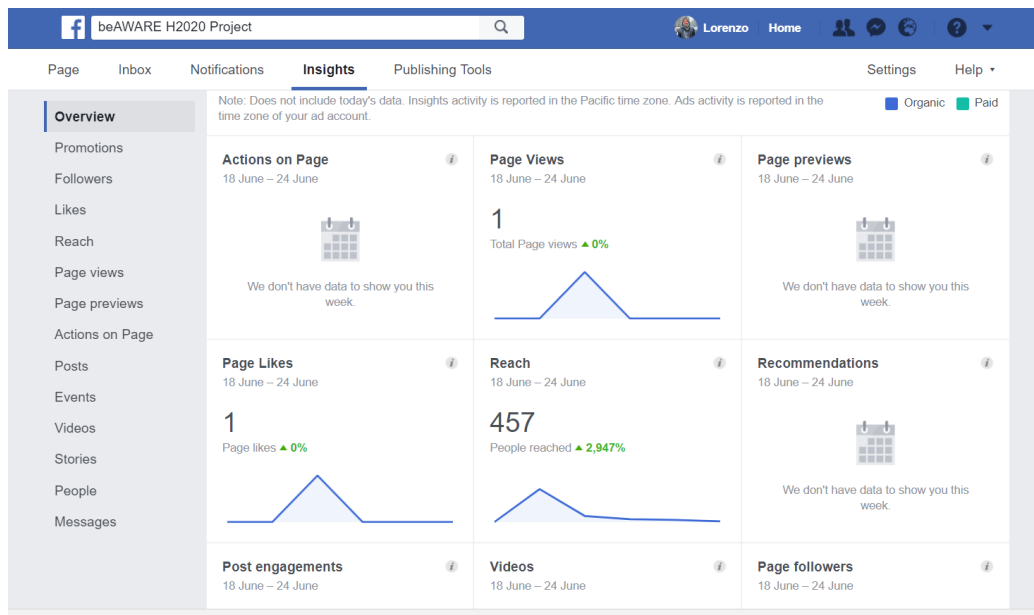 beAWARE H2020 Project
Lorenzo
Home
Page
Inbox
Notifications
Insights
Publishing Tools
Settings
Help
Overview
Promotions
Followers
Likes
Reach
Page views
Page previews
Actions on Page
Posts
Events
Videos
Stories
People
Messages
Note: Does not include today's data. Insights activity is reported in the Pacific time zone. Ads activity is reported in the
time zone of your ad account.
Organic
Paid
Actions on Page
18 June – 24 June
We don't have data to show you this
week.
Page Views
18 June – 24 June
1
Total Page views 0%
Page previews
18 June – 24 June
We don't have data to show you this
week.
Page Likes
18 June – 24 June
1
Page likes 0%
Reach
18 June – 24 June
457
People reached 2,947%
Recommendations
18 June – 24 June
We don't have data to show you this
week.
Post engagements
18 June – 24 June
Videos
18 June – 24 June
Page followers
18 June – 24 June